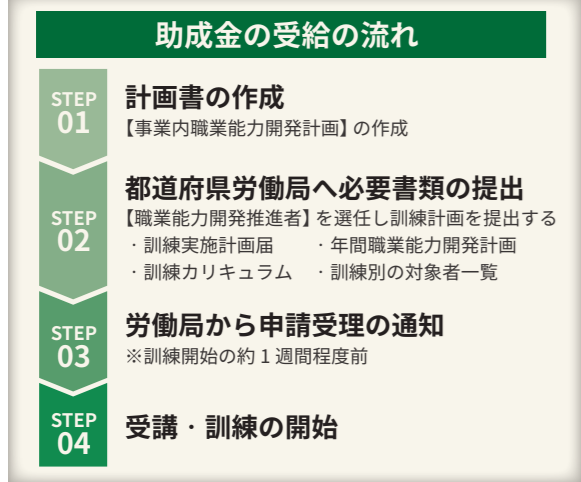 助成金の受給の流れ
STEP
01
計画書の作成
【事業内職業能力開発計画】の作成
STEP
02
都道府県労働局へ必要書類の提出
【職業能力開発推進者】を選任し訓練計画を提出する
・訓練実施計画届 ・年間職業能力開発計画
・訓練カリキュラム ・訓練別の対象者一覧
STEP
03
労働局から申請受理の通知
※訓練開始の約1週間程度前
STEP
04
受講・訓練の開始